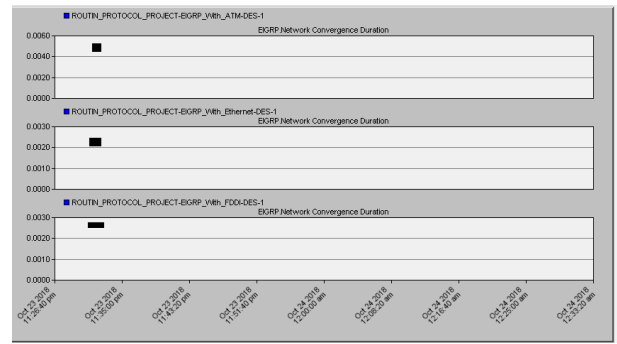 ROUTIN_PROTOCOL_PROJECT-EIGRP_With_ATM-DES-1
EIGRP.Network Convergence Duration
0.0060
0.0040
0.0020
0.0000
ROUTIN_PROTOCOL_PROJECT-EIGRP_With_Ethernet-DES-1
EIGRP.Network Convergence Duration
0.0030
0.0020
0.0010
0.0000
ROUTIN_PROTOCOL_PROJECT-EIGRP_With_FDDI-DES-1
EIGRP.Network Convergence Duration
0.0030
0.0020
0.0010
0.0000
Oct 23 2018
11:26:40 pm
Oct 23 2018
11:35:00 pm
Oct 23 2018
11:43:20 pm
Oct 23 2018
11:51:40 pm
Oct 24 2018
12:00:00 am
Oct 24 2018
12:08:20 am
Oct 24 2018
12:16:40 am
Oct 24 2018
12:25:00 am
Oct 24 2018
12:33:20 am